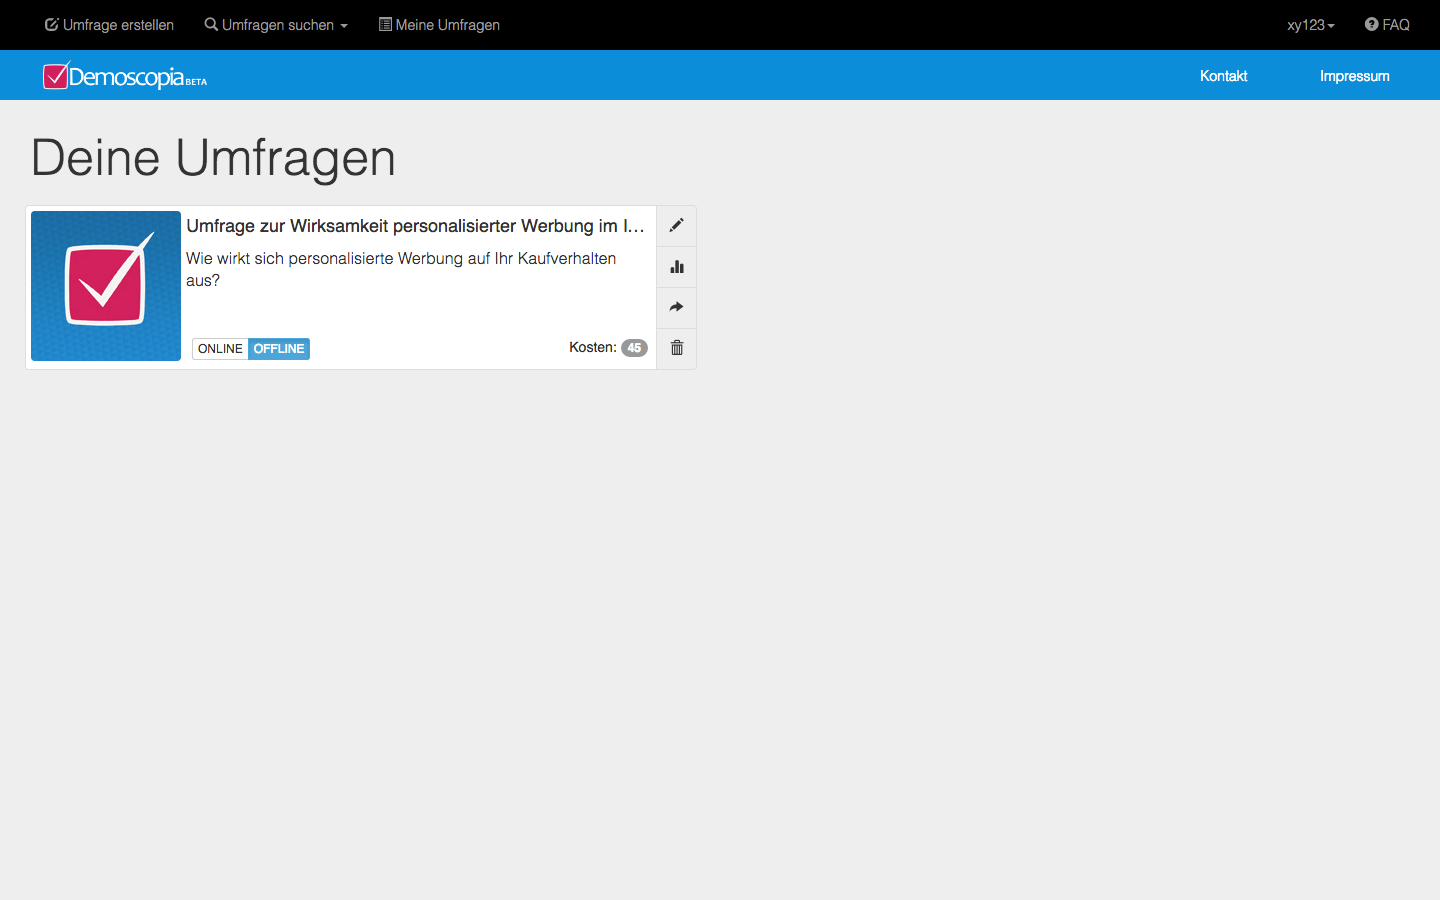 Umfrage erstellen Umfragen suchen Meine Umfragen xy123 FAQ
Demoscopia BETA Kontakt Impressum
Deine Umfragen
Umfrage zur Wirksamkeit personalisierter Werbung im I...
Wie wirkt sich personalisierte Werbung auf Ihr Kaufverhalten
aus?
ONLINE OFFLINE Kosten: 45